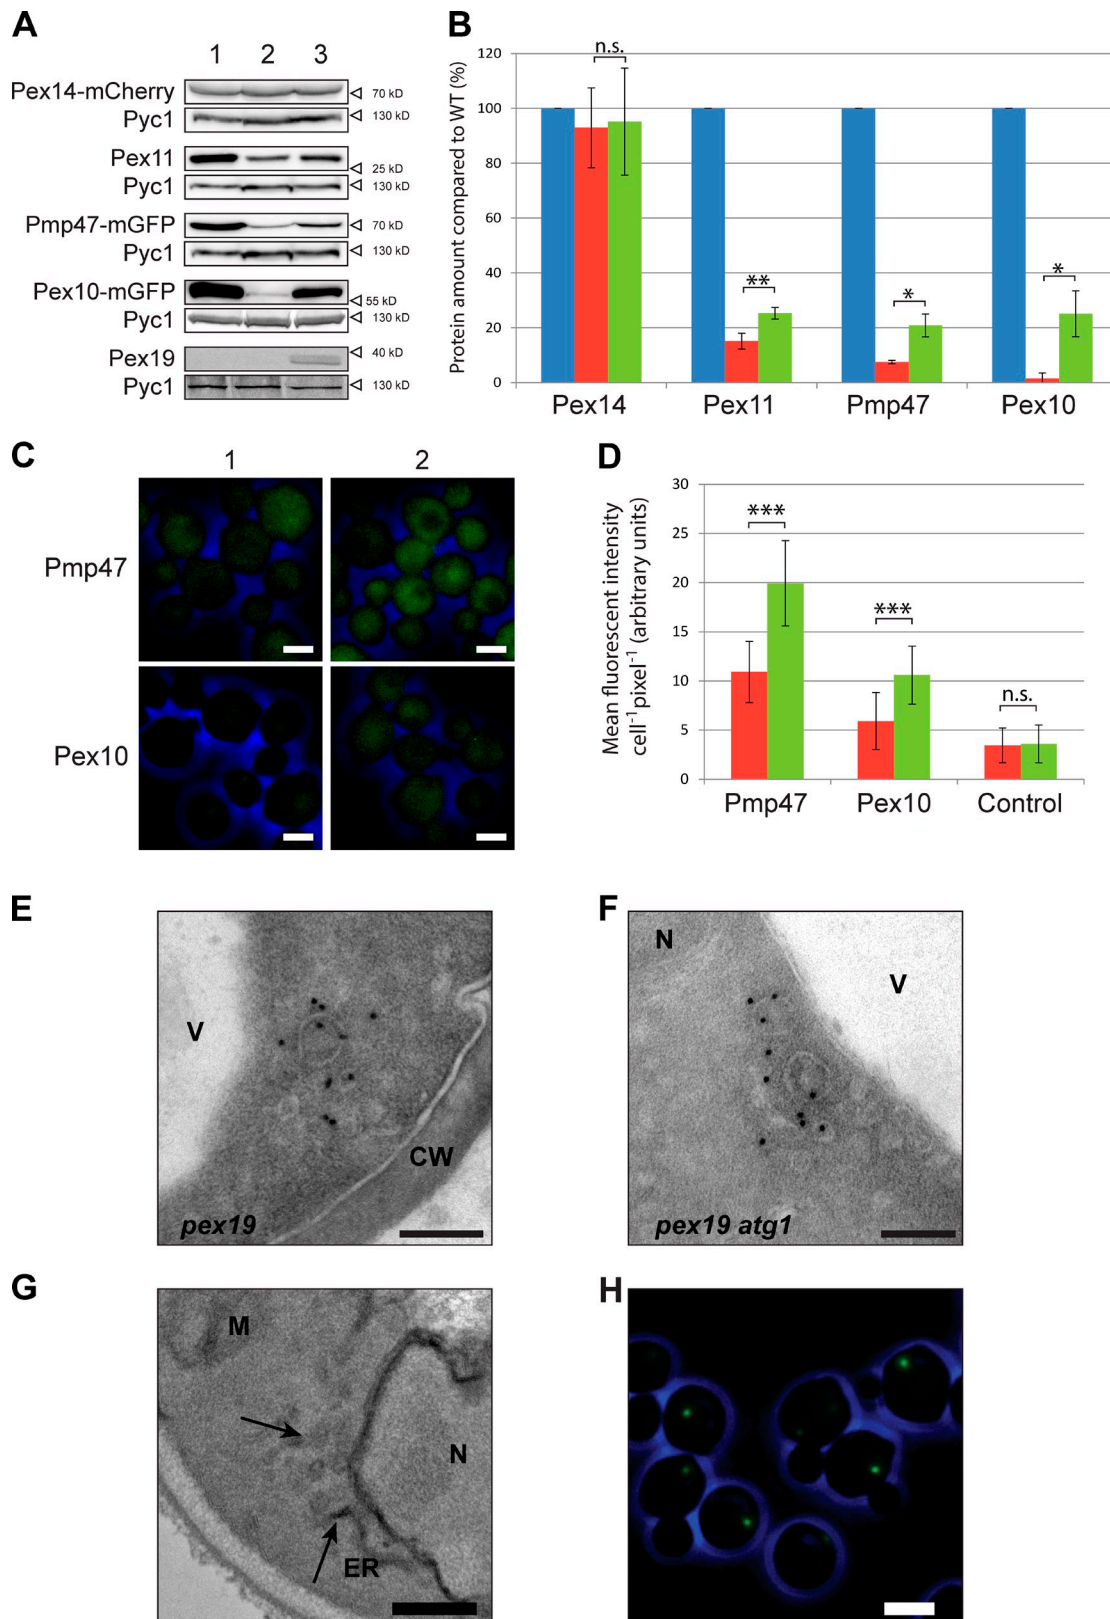 A
1 2 3
Pex14-mCherry
70 kD
Pyc1
130 kD
Pex11
25 kD
Pyc1
130 kD
Pmp47-mGFP
70 kD
Pyc1
130 kD
Pex10-mGFP
55 kD
Pyc1
130 kD
Pex19
40 kD
Pyc1
130 kD
B
Protein amount compared to WT (%)
120
100
80
60
40
20
0
n.s.
**
*
*
Pex14 Pex11 Pmp47 Pex10
C
1 2
Pmp47
Pex10
D
Mean fluorescent intensity
cell⁻¹pixel⁻¹ (arbitrary units)
30
25
20
15
10
5
0
***
***
n.s.
Pmp47 Pex10 Control
E
V
CW
pex19
F
N
V
pex19 atg1
G
M
N
ER
H